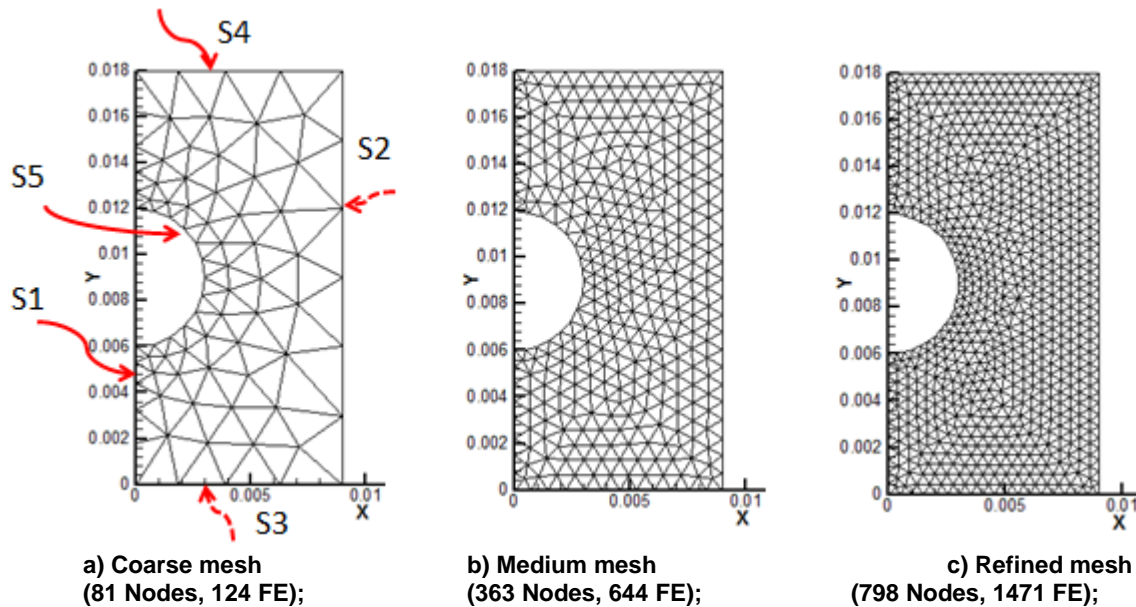 S4
S2
S5
S1
S3
0.018
0.016
0.014
0.012
0.01
0.008
0.006
0.004
0.002
0
Y
0
0.005
0.01
X
0.018
0.016
0.014
0.012
0.01
0.008
0.006
0.004
0.002
0
Y
0
0.005
0.01
X
0.018
0.016
0.014
0.012
0.01
0.008
0.006
0.004
0.002
0
Y
0
0.005
0.01
X
a) Coarse mesh
(81 Nodes, 124 FE);
b) Medium mesh
(363 Nodes, 644 FE);
c) Refined mesh
(798 Nodes, 1471 FE);